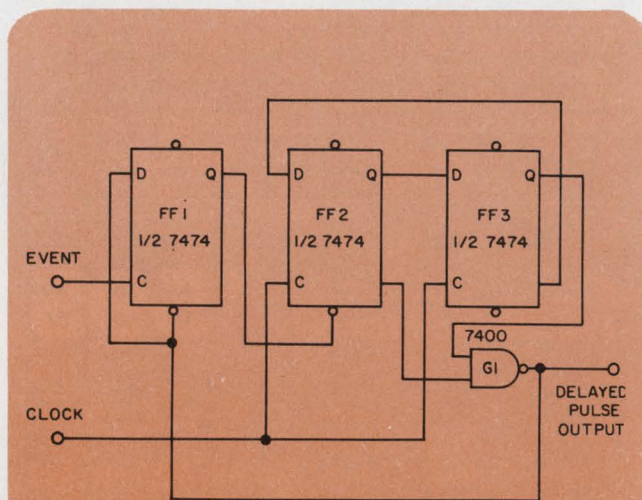 D Q
FF1
1/2 7474
C
D Q
FF2
1/2 7474
C
D Q
FF3
1/2 7474
C
EVENT
7400
G1
CLOCK
DELAYED
PULSE
OUTPUT